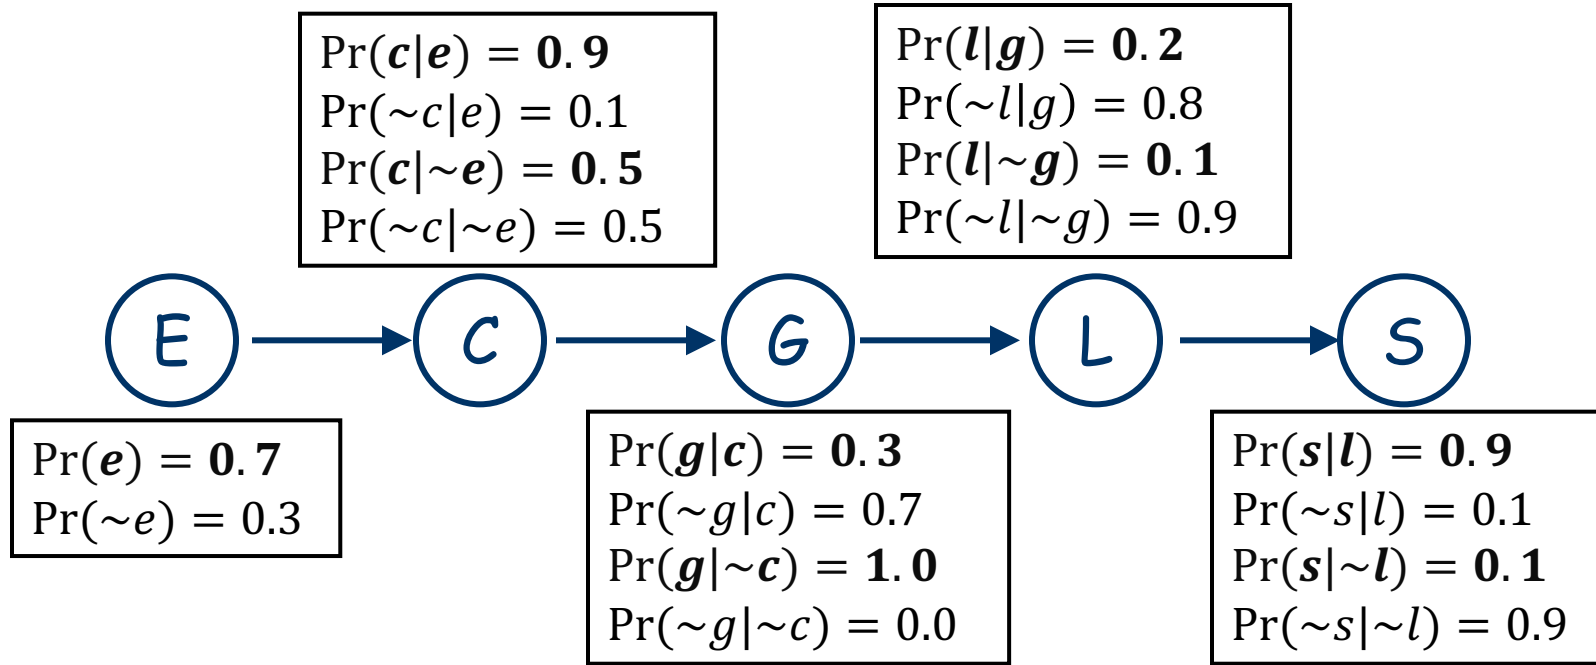 Pr(c|e) = 0.9
Pr(~c|e) = 0.1
Pr(c|~e) = 0.5
Pr(~c|~e) = 0.5
Pr(l|g) = 0.2
Pr(~l|g) = 0.8
Pr(l|~g) = 0.1
Pr(~l|~g) = 0.9
E
C
G
L
S
Pr(e) = 0.7
Pr(~e) = 0.3
Pr(g|c) = 0.3
Pr(~g|c) = 0.7
Pr(g|~c) = 1.0
Pr(~g|~c) = 0.0
Pr(s|l) = 0.9
Pr(~s|l) = 0.1
Pr(s|~l) = 0.1
Pr(~s|~l) = 0.9